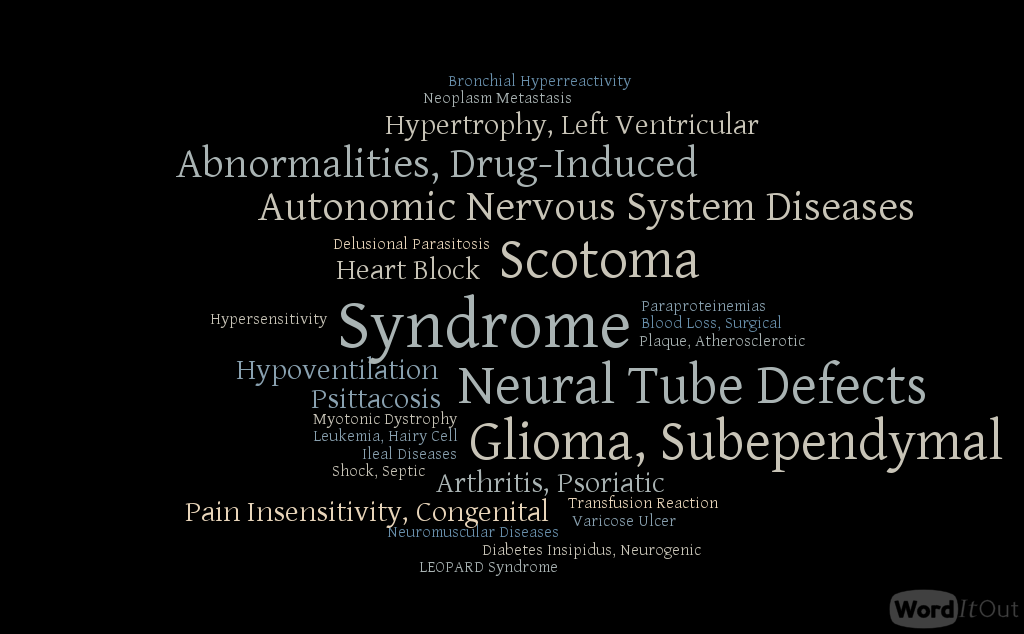 Bronchial Hyperreactivity
Neoplasm Metastasis
Hypertrophy, Left Ventricular
Abnormalities, Drug-Induced
Autonomic Nervous System Diseases
Delusional Parasitosis
Heart Block
Scotoma
Hypersensitivity
Syndrome
Paraproteinemias
Blood Loss, Surgical
Plaque, Atherosclerotic
Hypoventilation
Psittacosis
Neural Tube Defects
Myotonic Dystrophy
Leukemia, Hairy Cell
Ileal Diseases
Glioma, Subependymal
Shock, Septic
Arthritis, Psoriatic
Pain Insensitivity, Congenital
Transfusion Reaction
Varicose Ulcer
Neuromuscular Diseases
Diabetes Insipidus, Neurogenic
LEOPARD Syndrome
WordItOut